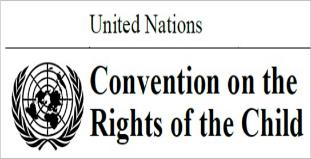 United Nations
Convention on the
Rights of the Child